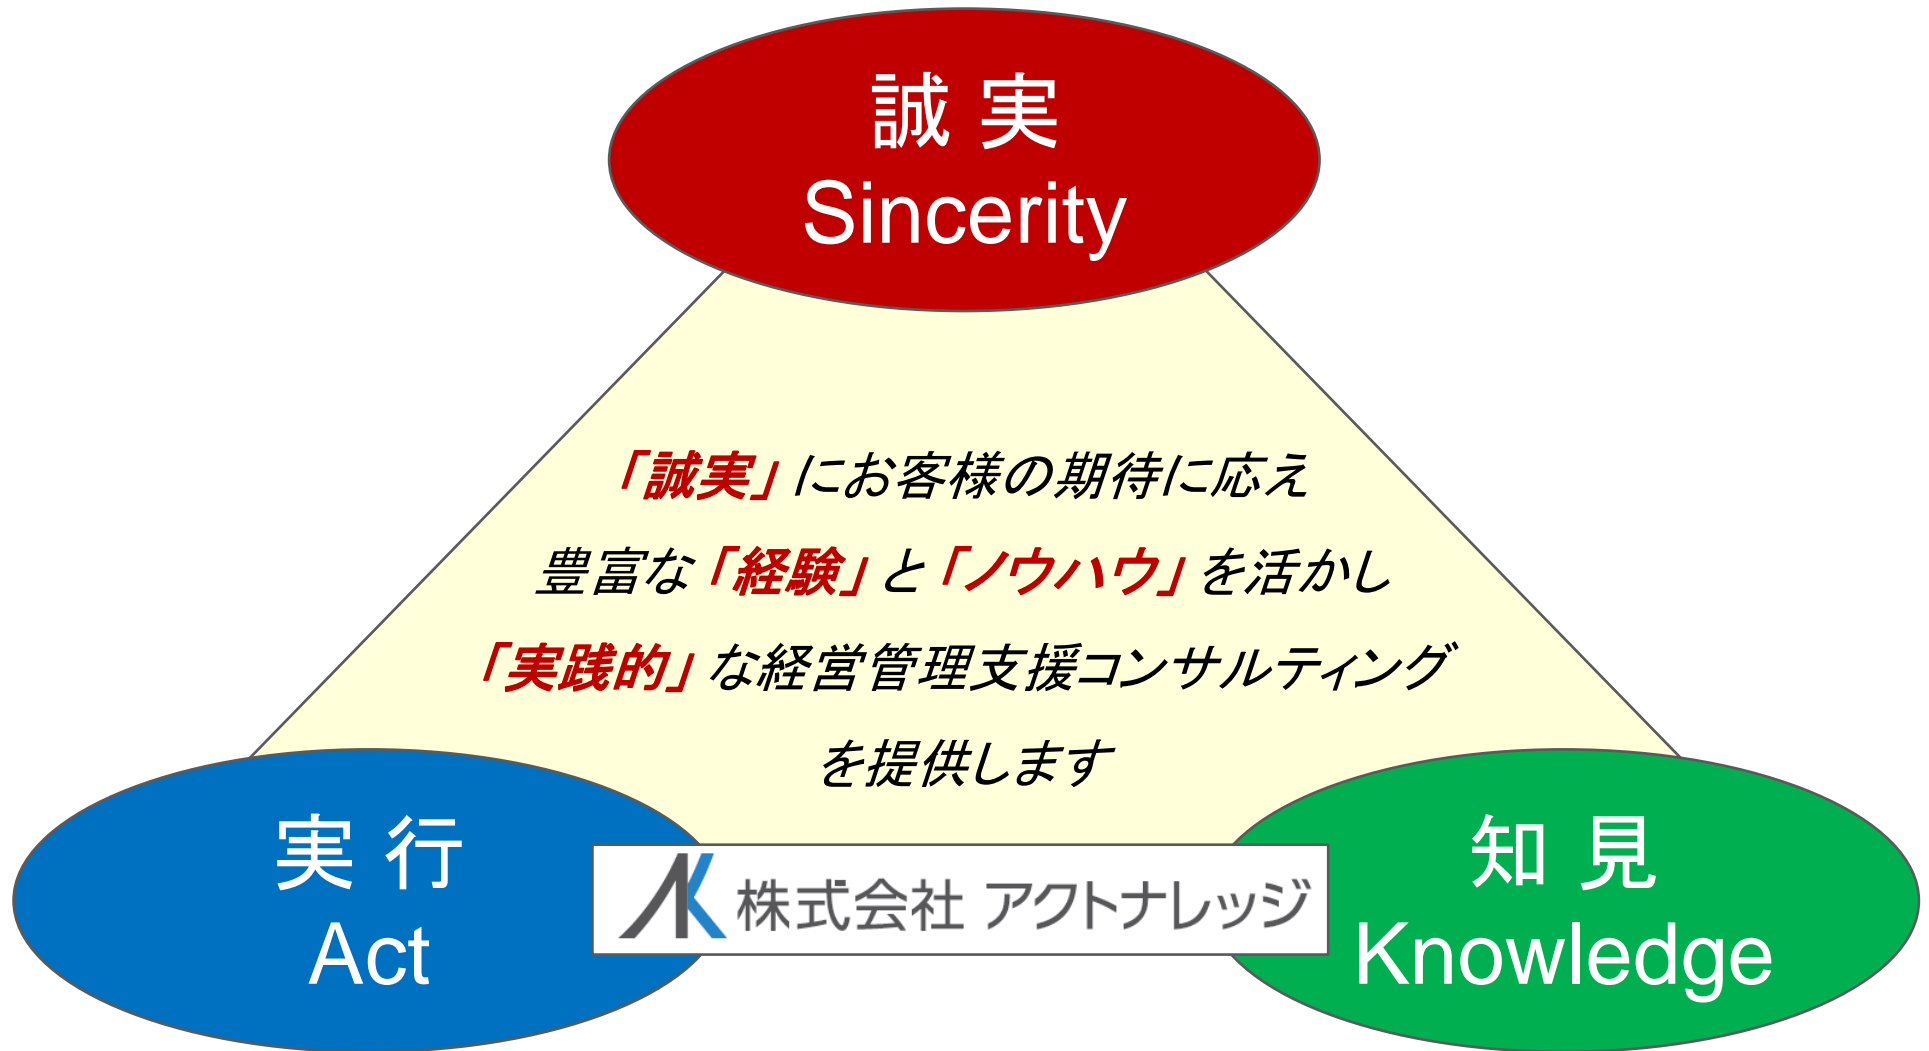 誠 実
Sincerity
「誠実」にお客様の期待に応え
豊富な「経験」と「ノウハウ」を活かし
「実践的」な経営管理支援コンサルティング
を提供します
実 行
Act
株式会社 アクトナレッジ
知 見
Knowledge